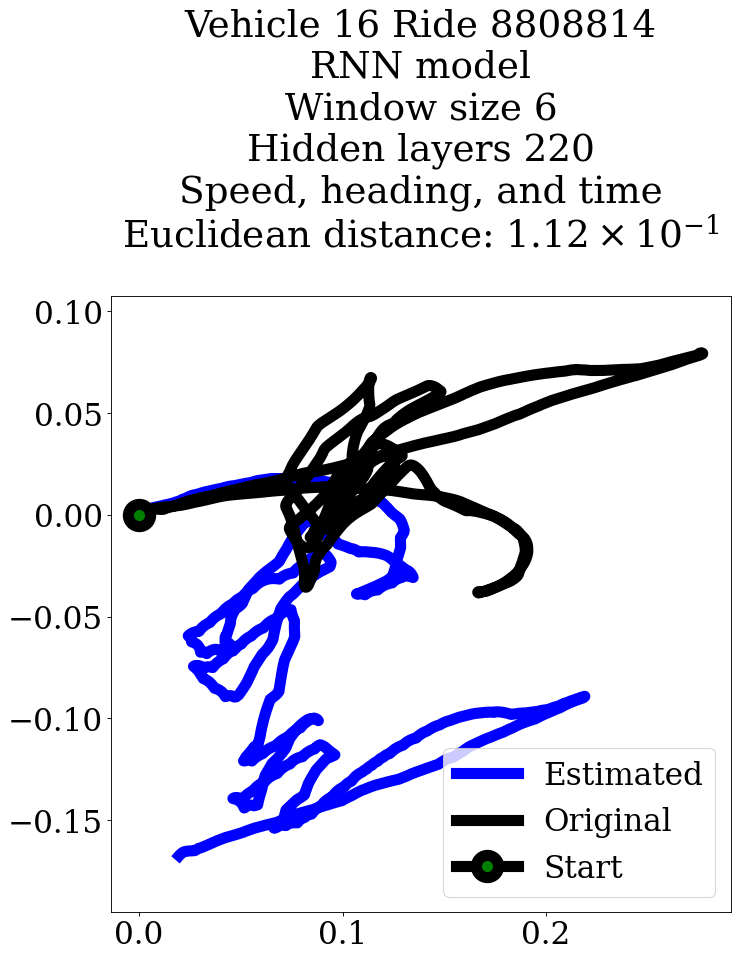 Vehicle 16 Ride 8808814
RNN model
Window size 6
Hidden layers 220
Speed, heading, and time
Euclidean distance: 1.12 × 10⁻¹
0.10
0.05
0.00
−0.05
−0.10
−0.15
0.0
0.1
0.2
Estimated
Original
Start